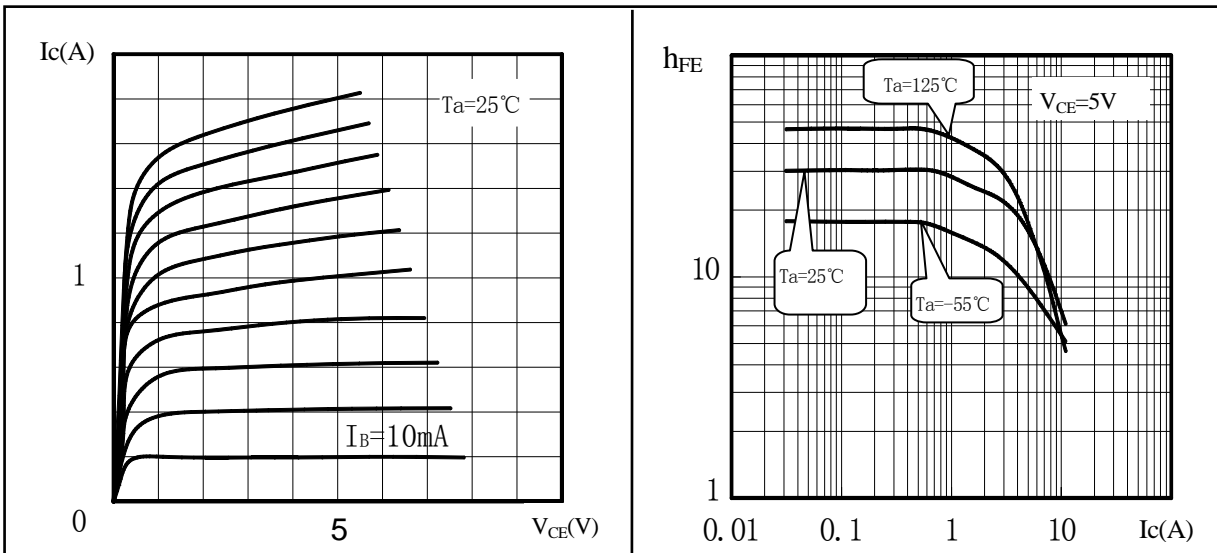 Ic(A)
Ta=25℃
1
IB=10mA
0
5
VCE(V)
hFE
Ta=125℃
VCE=5V
10
Ta=25℃
Ta=-55℃
1
0.01
0.1
1
10
Ic(A)